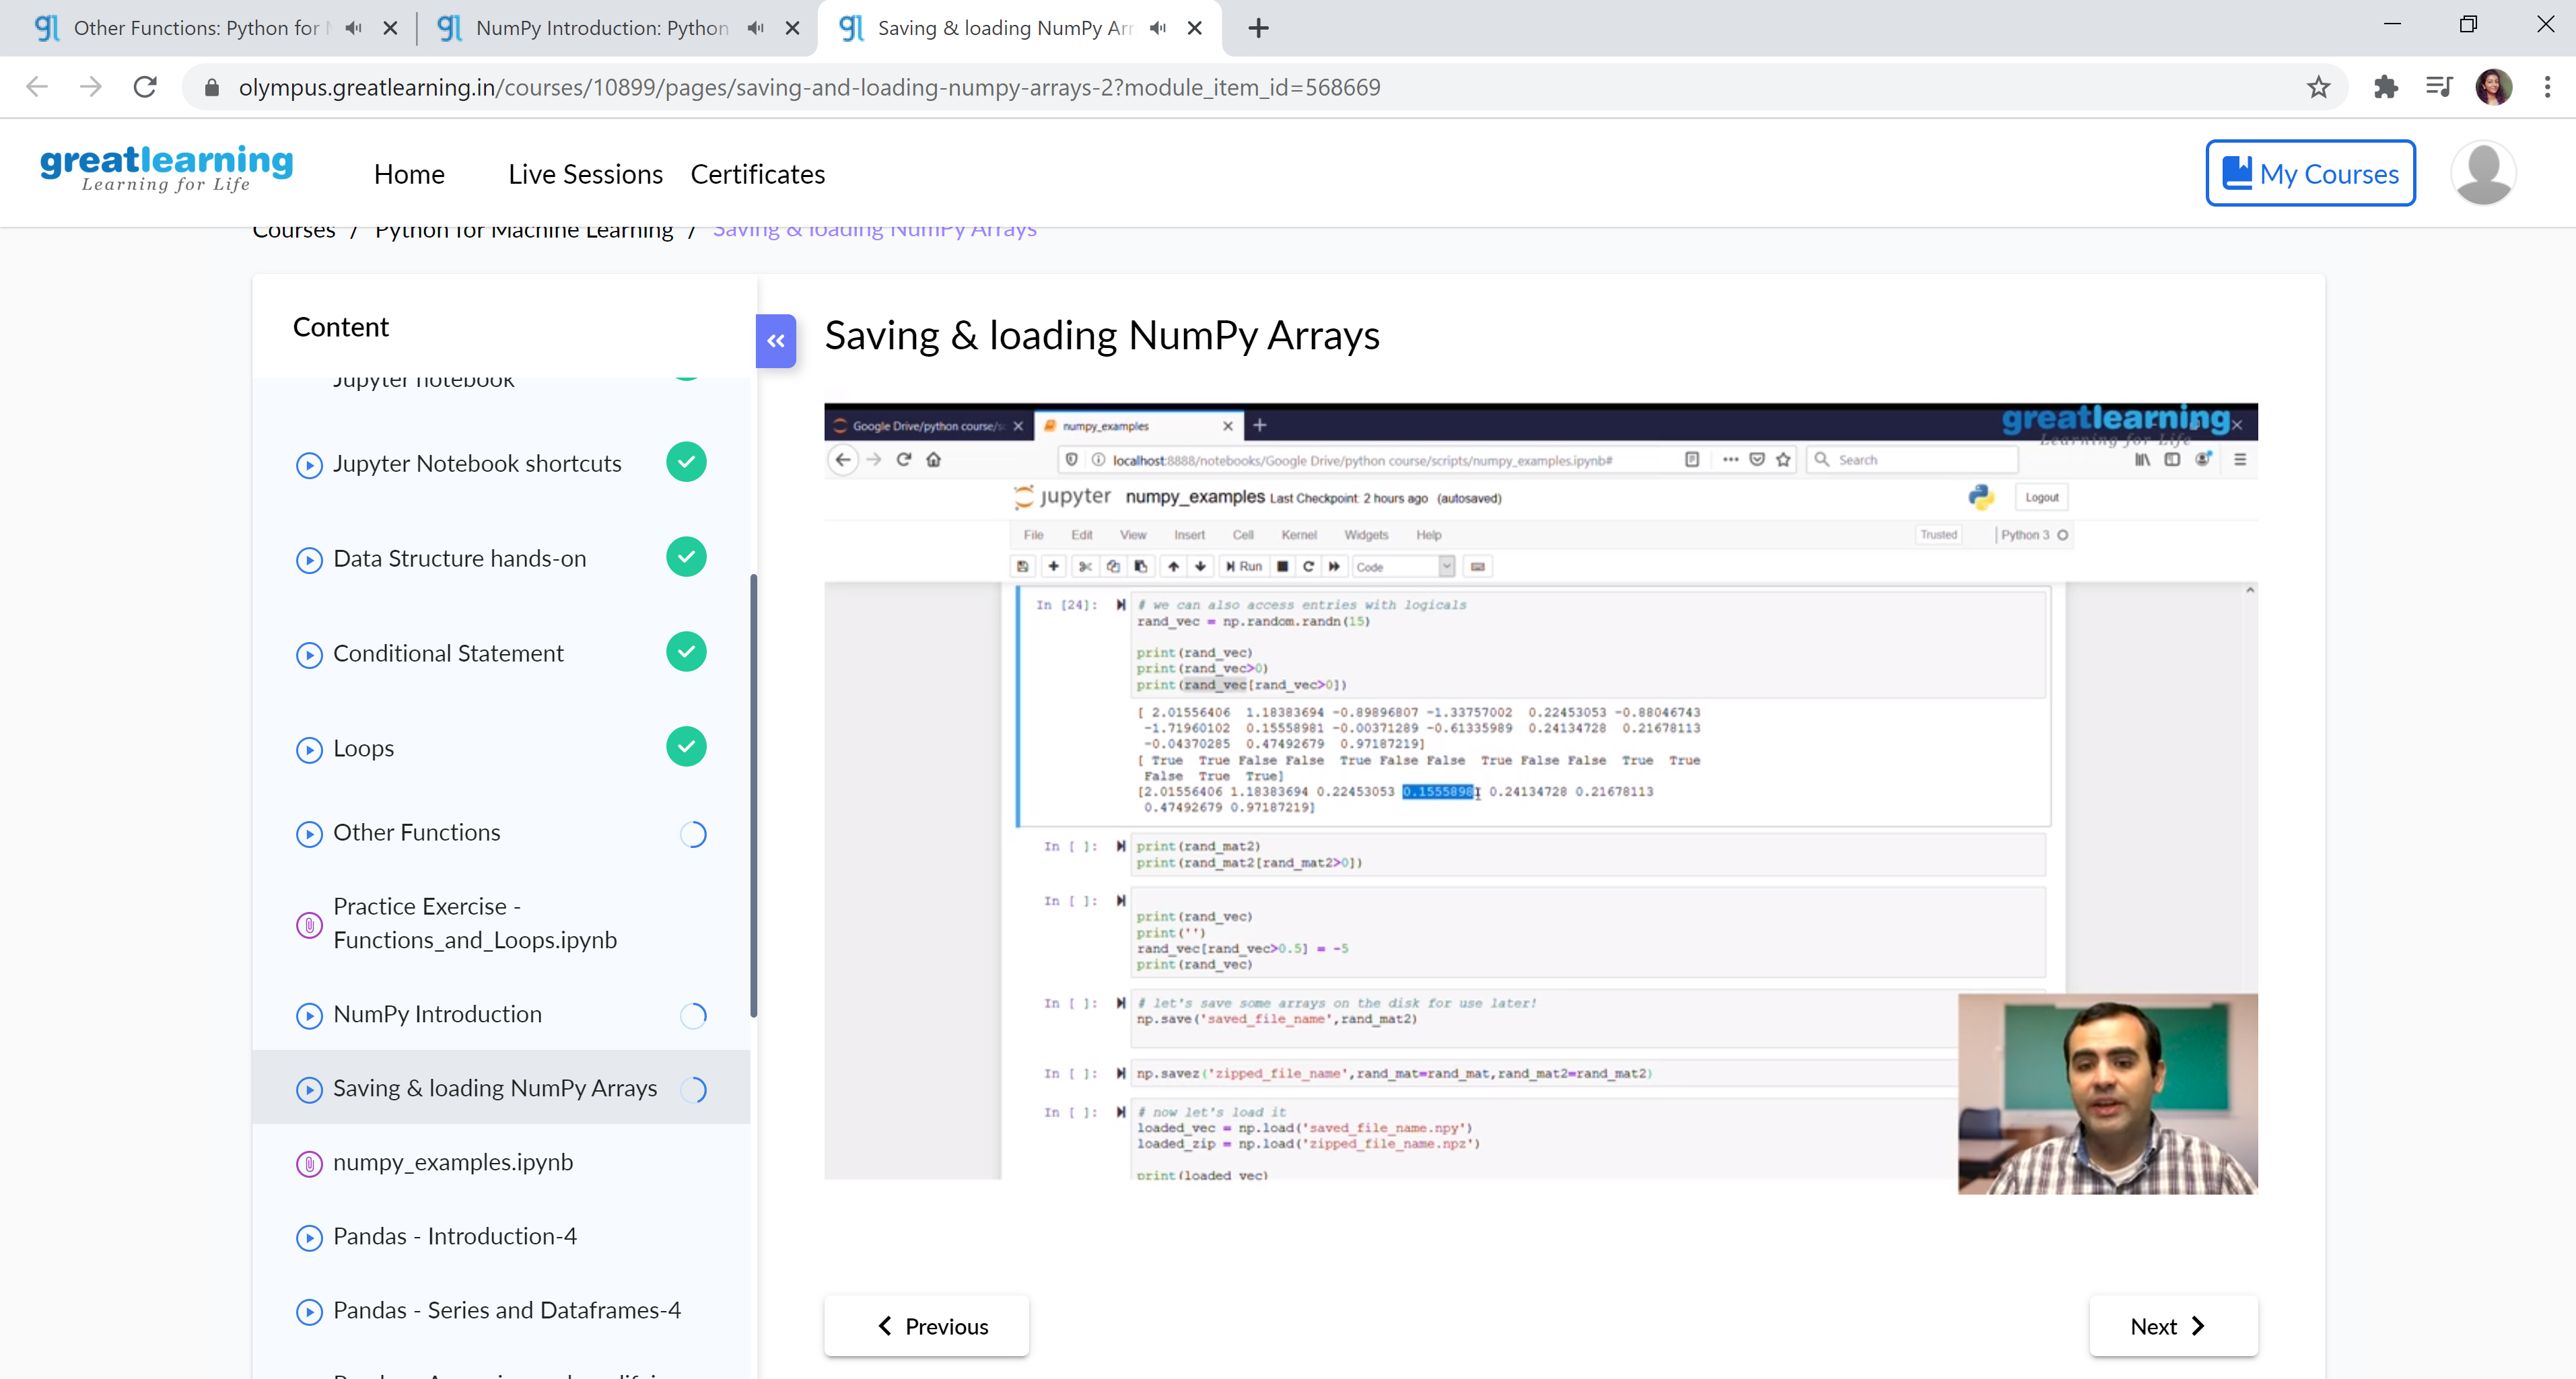 Other Functions: Python for
NumPy Introduction: Python
Saving & loading NumPy Arr
olympus.greatlearning.in/courses/10899/pages/saving-and-loading-numpy-arrays-2?module_item_id=568669
greatlearning
Learning for Life
Home
Live Sessions
Certificates
My Courses
Courses / Python for Machine Learning / Saving & loading NumPy Arrays
Content
Jupyter notebook
Jupyter Notebook shortcuts
Data Structure hands-on
Conditional Statement
Loops
Other Functions
Practice Exercise -
Functions_and_Loops.ipynb
NumPy Introduction
Saving & loading NumPy Arrays
numpy_examples.ipynb
Pandas - Introduction-4
Pandas - Series and Dataframes-4
Saving & loading NumPy Arrays
Google Drive/python course/sc
numpy_examples
greatlearning
Learning for Life
localhost:8888/notebooks/Google Drive/python course/scripts/numpy_examples.ipynb#
Search
jupyter numpy_examples Last Checkpoint: 2 hours ago (autosaved)
Logout
File Edit View Insert Cell Kernel Widgets Help
Trusted
Python 3
Run
Code
In [24]: # we can also access entries with logicals
rand_vec = np.random.randn(15)
print(rand_vec)
print(rand_vec>0)
print(rand_vec[rand_vec>0])
[ 2.01556406 1.18383694 -0.89896807 -1.33757002 0.22453053 -0.88046743
-1.71960102 0.15558981 -0.00371289 -0.61335989 0.24134728 0.21678113
-0.04370285 0.47492679 0.97187219]
[ True True False False True False False True False False True True
False True True]
[2.01556406 1.18383694 0.22453053 0.15558981 0.24134728 0.21678113
0.47492679 0.97187219]
In [ ]: print(rand_mat2)
print(rand_mat2[rand_mat2>0])
In [ ]:
print(rand_vec)
print('')
rand_vec[rand_vec>0.5] = -5
print(rand_vec)
In [ ]: # let's save some arrays on the disk for use later!
np.save('saved_file_name',rand_mat2)
In [ ]: np.savez('zipped_file_name',rand_mat=rand_mat,rand_mat2=rand_mat2)
In [ ]: # now let's load it
loaded_vec = np.load('saved_file_name.npy')
loaded_zip = np.load('zipped_file_name.npz')
print(loaded_vec)
Previous
Next